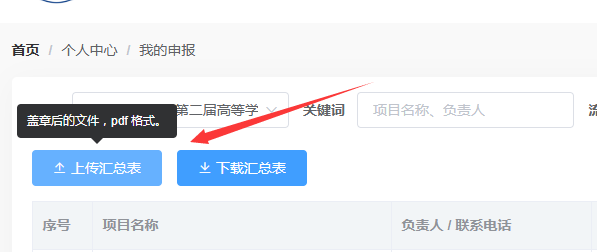 首页 / 个人中心 / 我的申报
第二届高等学 关键词 项目名称、负责人
盖章后的文件，pdf 格式。
上传汇总表 下载汇总表
序号 项目名称 负责人 / 联系电话